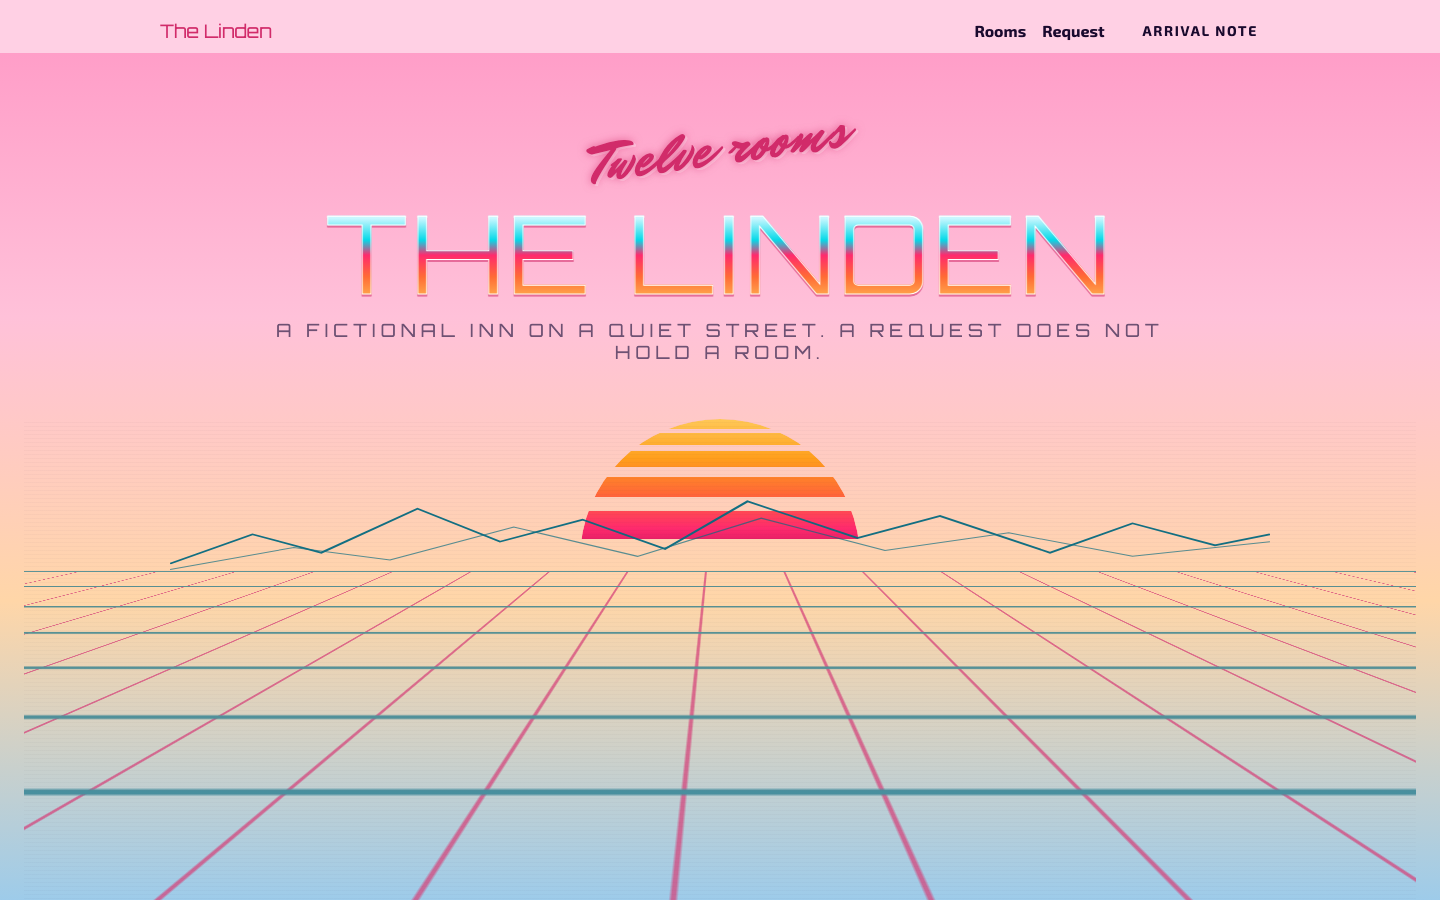 The Linden
Rooms Request ARRIVAL NOTE
Twelve rooms
THE LINDEN
A FICTIONAL INN ON A QUIET STREET. A REQUEST DOES NOT
HOLD A ROOM.